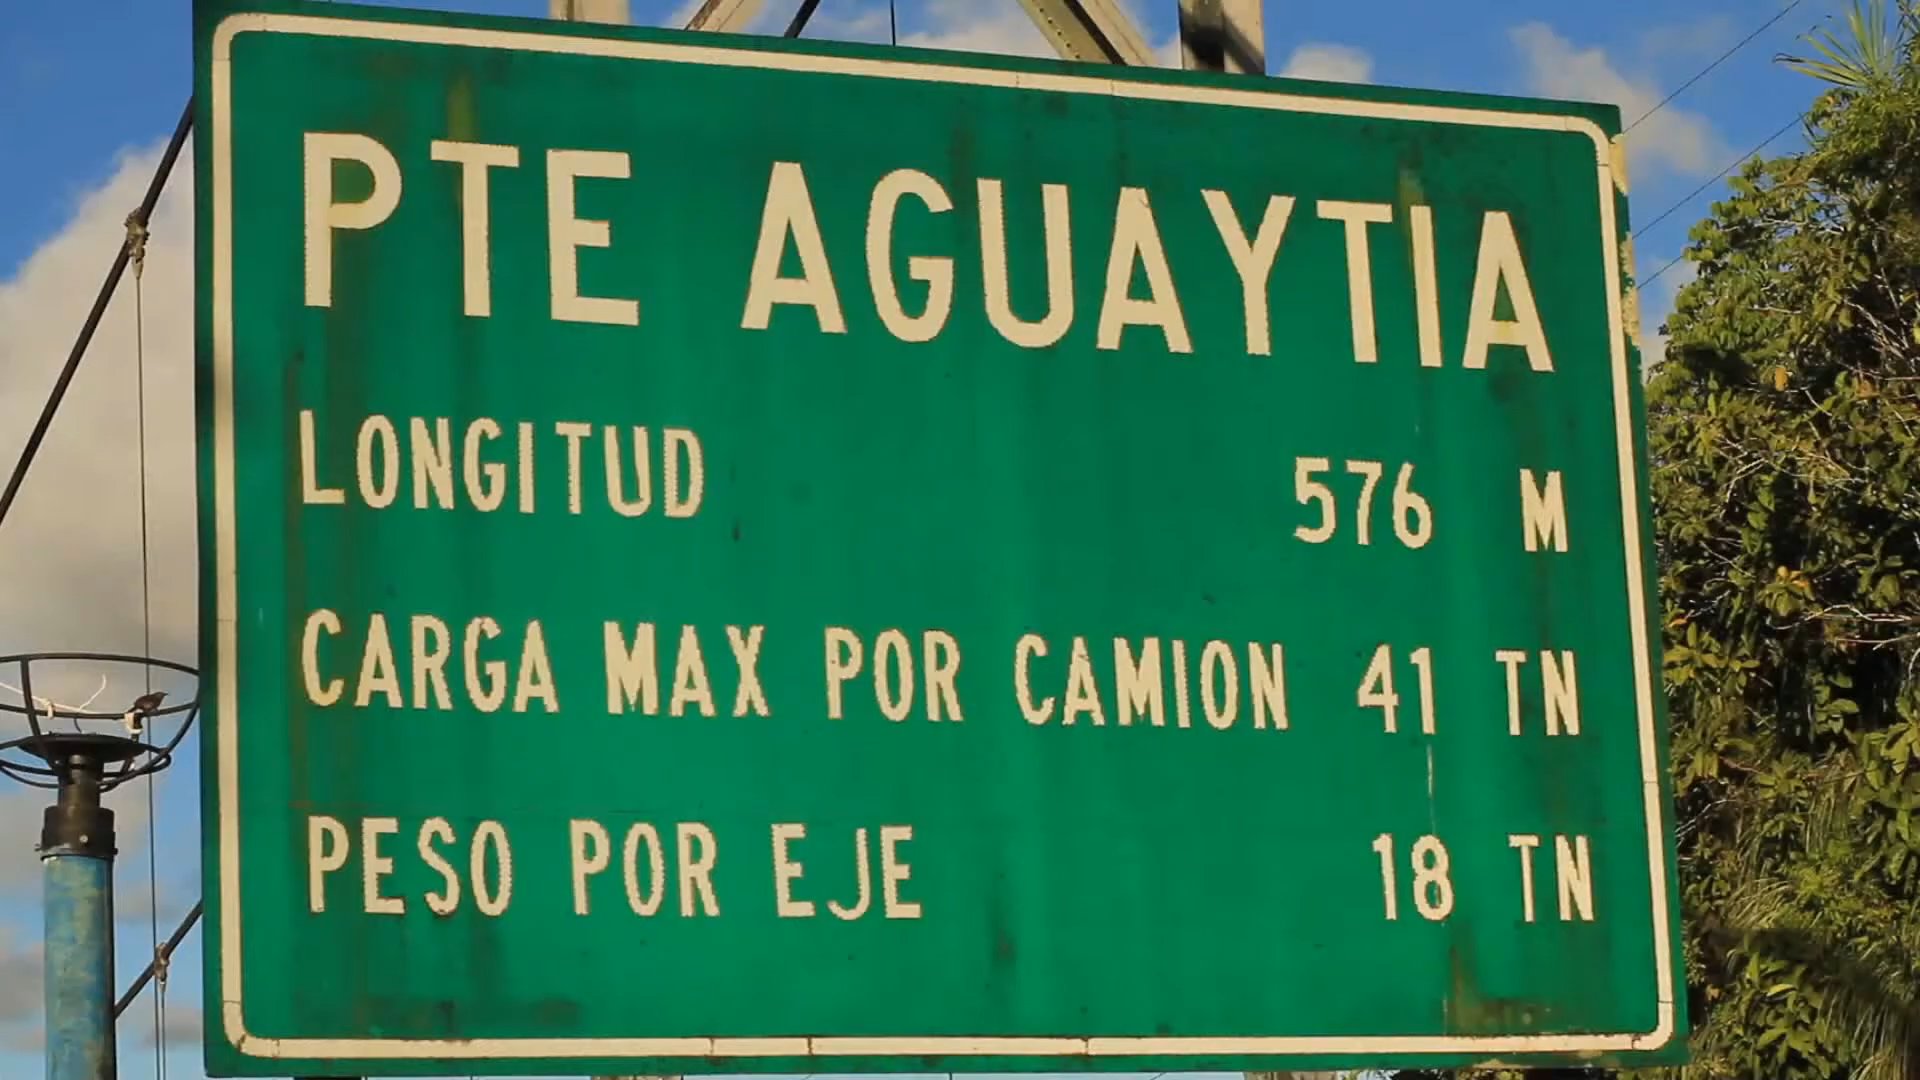 PTE AGUAYTIA
LONGITUD 576 M
CARGA MAX POR CAMION 41 TN
PESO POR EJE 18 TN